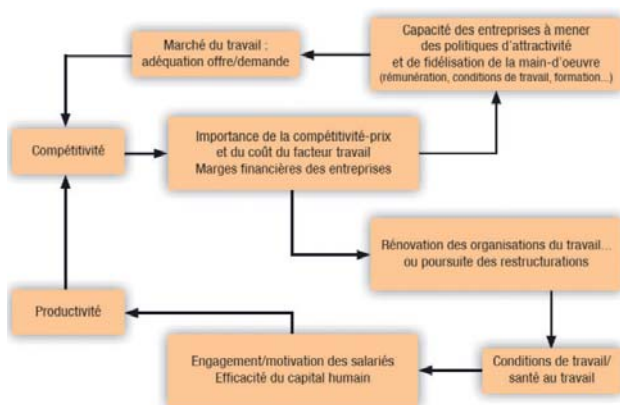 Marché du travail :
adéquation offre/demande
Capacité des entreprises à mener
des politiques d'attractivité
et de fidélisation de la main-d'oeuvre
(rémunération, conditions de travail, formation...)
Compétitivité
Importance de la compétitivité-prix
et du coût du facteur travail
Marges financières des entreprises
Rénovation des organisations du travail...
ou poursuite des restructurations
Productivité
Engagement/motivation des salariés
Efficacité du capital humain
Conditions de travail/
santé au travail